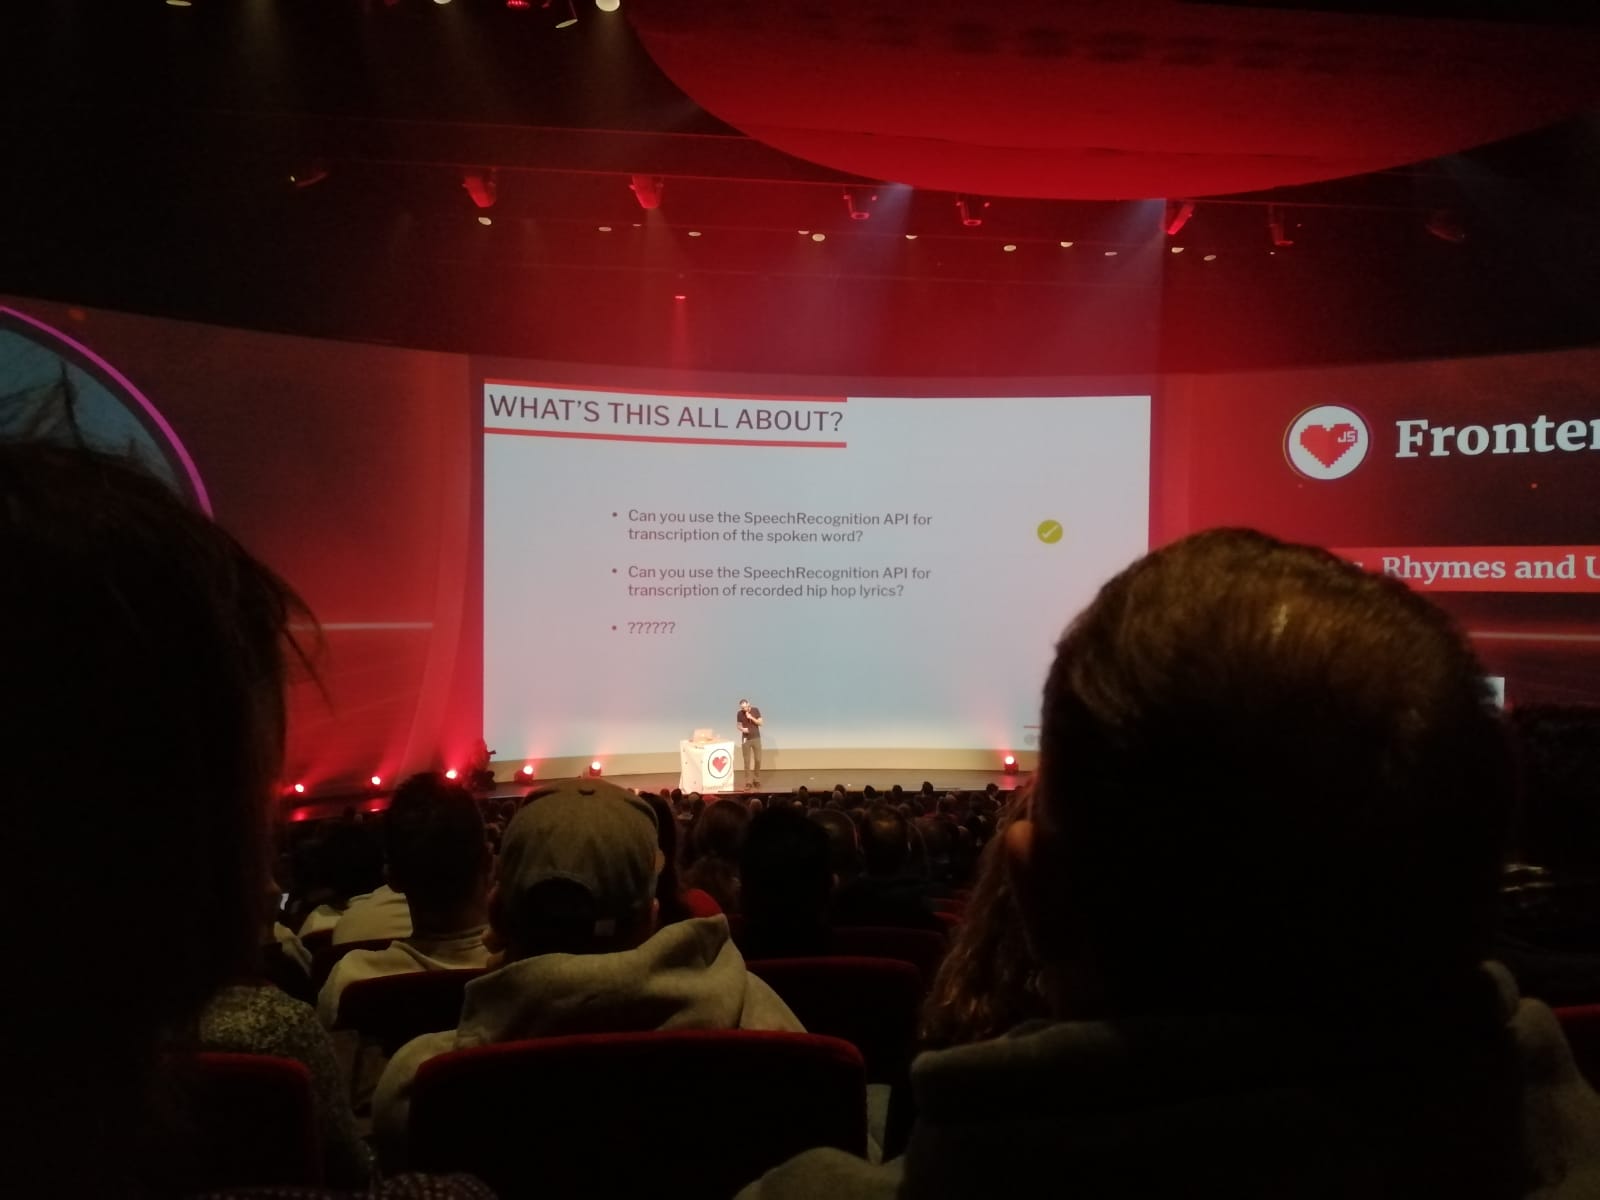 WHAT'S THIS ALL ABOUT?
• Can you use the SpeechRecognition API for
transcription of the spoken word?
• Can you use the SpeechRecognition API for
transcription of recorded hip hop lyrics?
• ??????
JS
Fronte
Rhymes and U